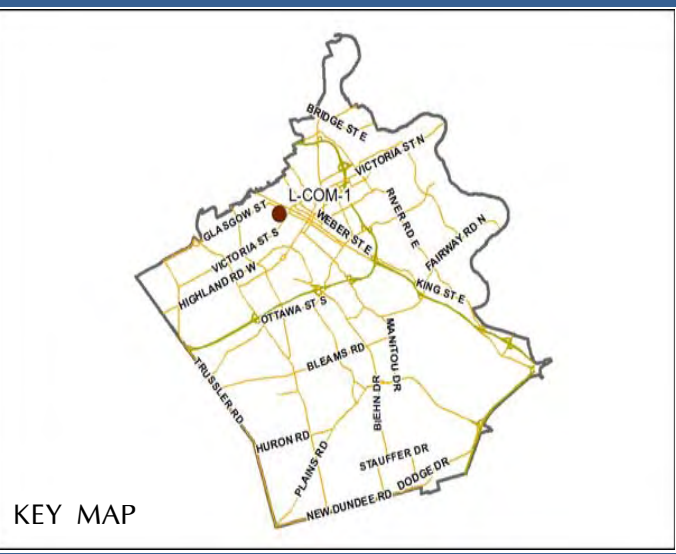 BRIDGE ST E
VICTORIA ST N
L-COM-1
GLASGOW ST
WEBER ST E
RIVER RD E
FAIRWAY RD N
VICTORIA ST S
HIGHLAND RD W
KING ST E
OTTAWA ST S
MANITOU DR
BLEAMS RD
TRUSSLER RD
BIEHN DR
HURON RD
PLAINS RD
STAUFFER DR
DODGE DR
NEW DUNDEE RD
KEY MAP